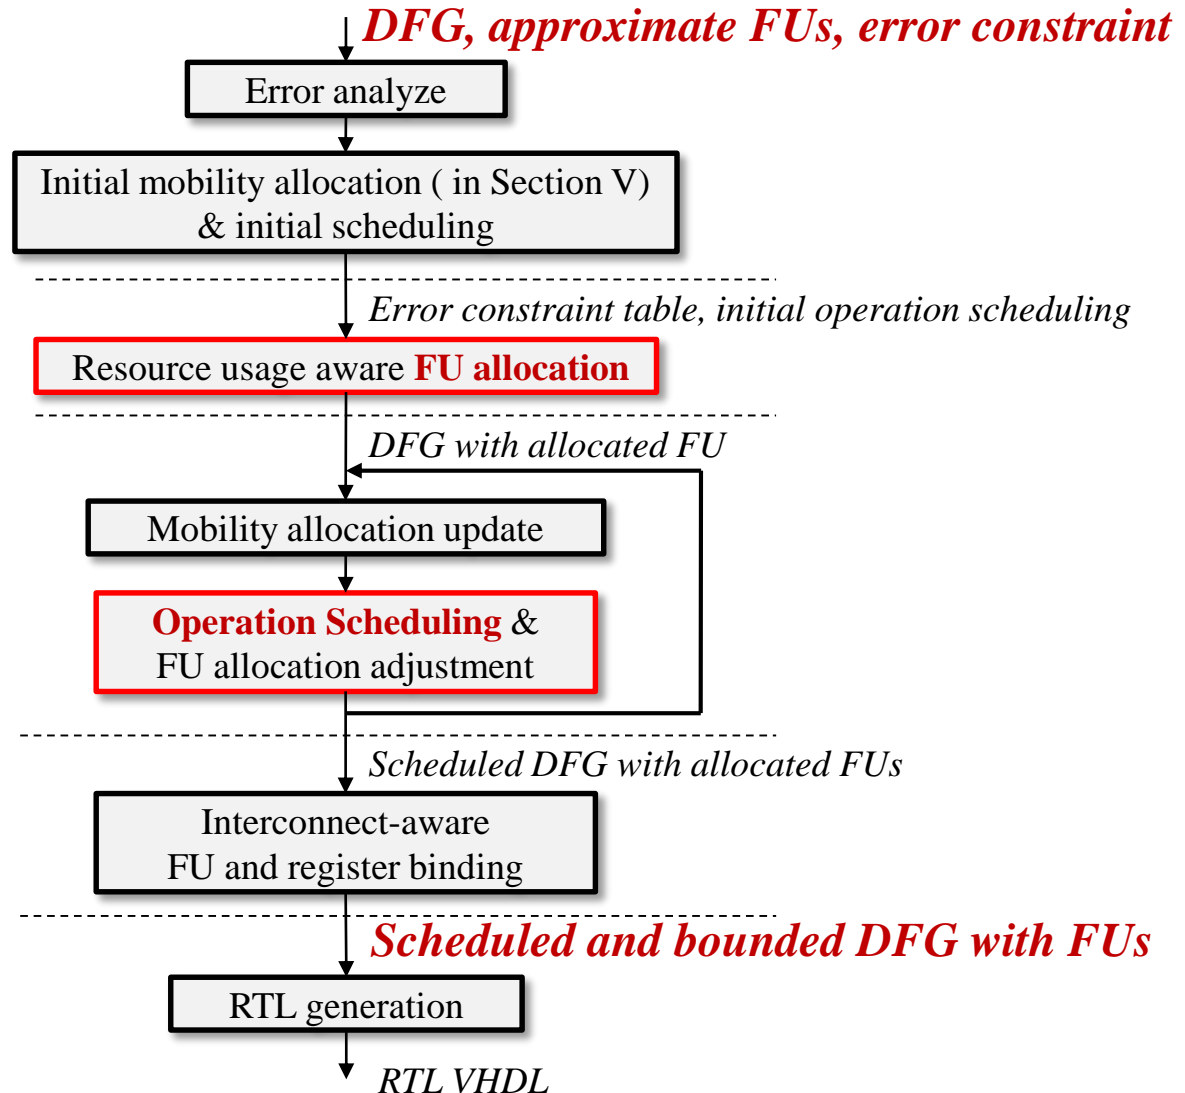 DFG, approximate FUs, error constraint
Error analyze
Initial mobility allocation ( in Section V)
& initial scheduling
Error constraint table, initial operation scheduling
Resource usage aware FU allocation
DFG with allocated FU
Mobility allocation update
Operation Scheduling &
FU allocation adjustment
Scheduled DFG with allocated FUs
Interconnect-aware
FU and register binding
Scheduled and bounded DFG with FUs
RTL generation
RTL VHDL